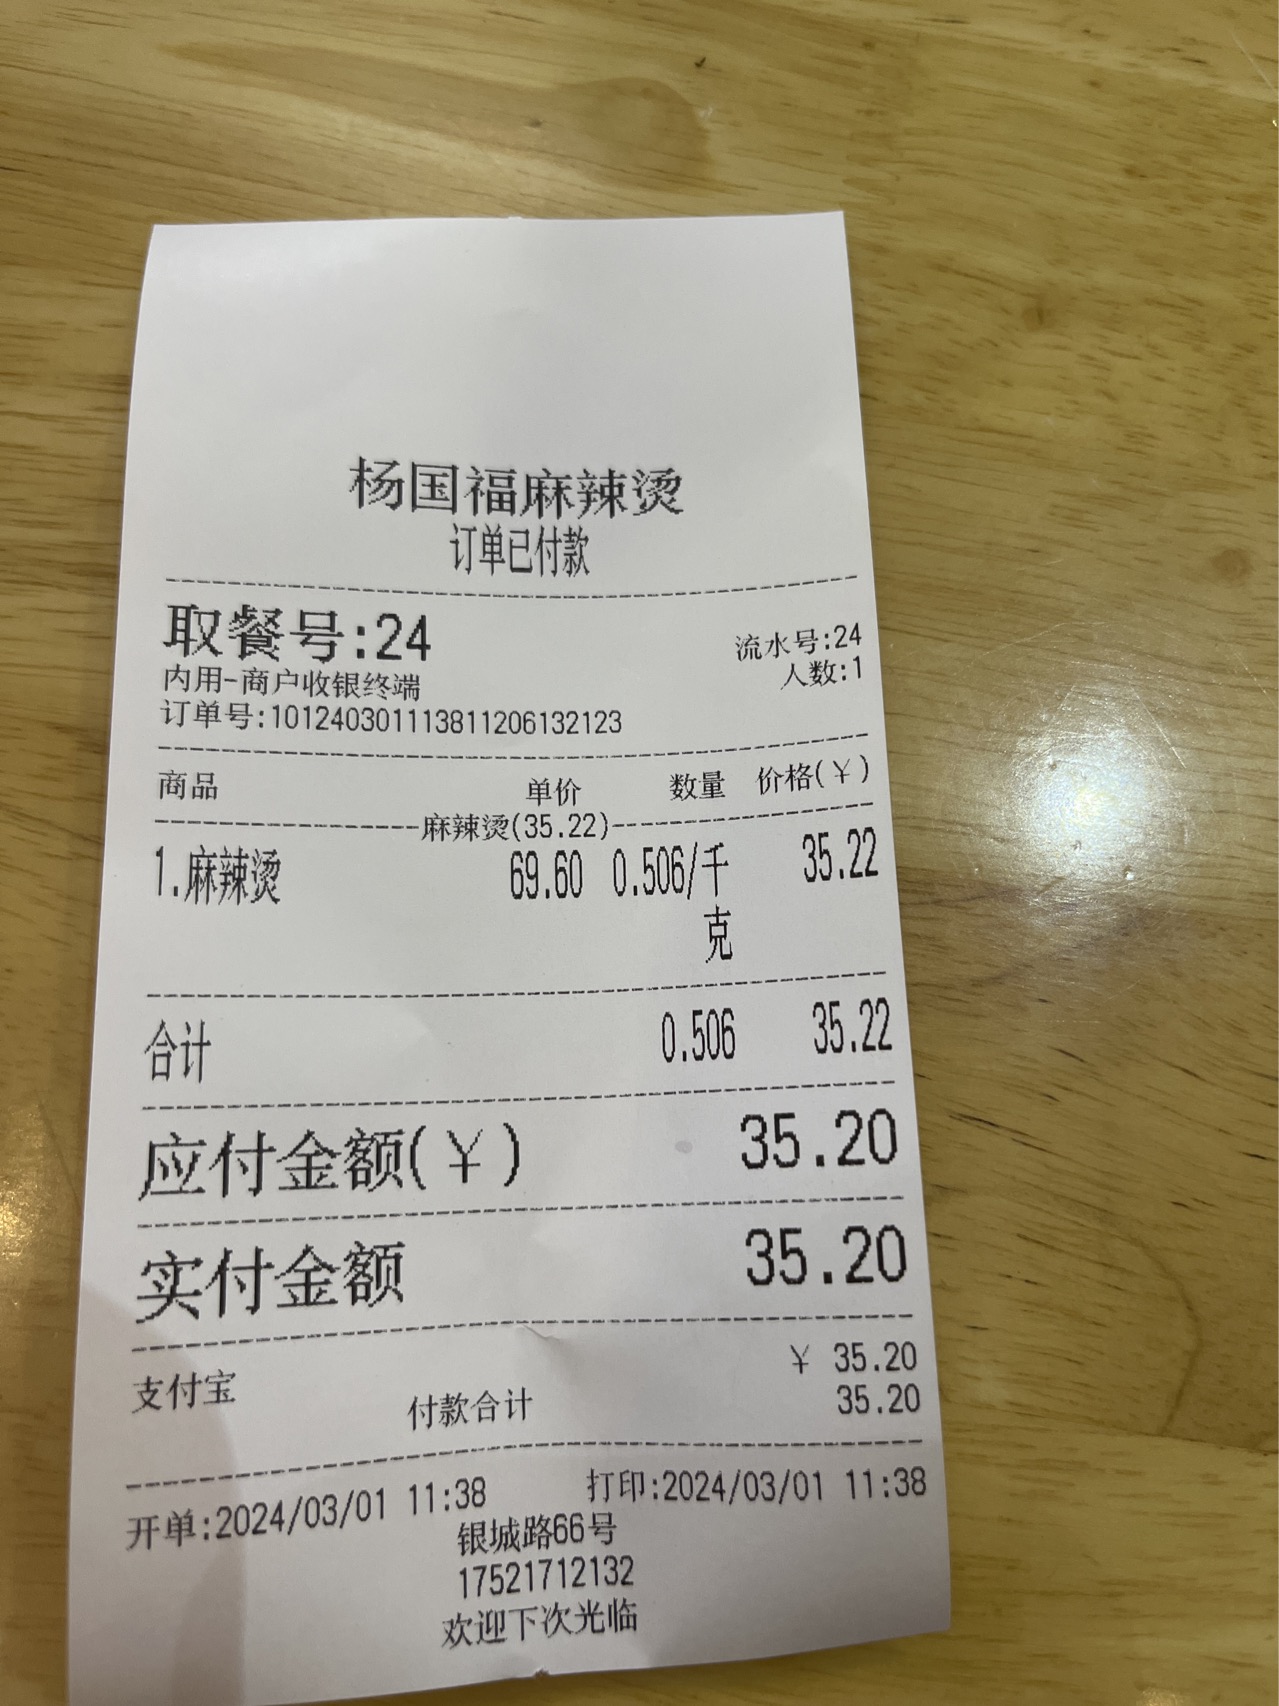 杨国福麻辣烫
订单已付款
取餐号:24
流水号:24
内用-商户收银终端
人数:1
订单号:101240301113811206132123
商品 单价 数量 价格(￥)
麻辣烫(35.22)
1.麻辣烫 69.60 0.506/千克 35.22
合计 0.506 35.22
应付金额(￥) 35.20
实付金额 35.20
支付宝 ￥ 35.20
付款合计 35.20
开单:2024/03/01 11:38 打印:2024/03/01 11:38
银城路66号
17521712132
欢迎下次光临